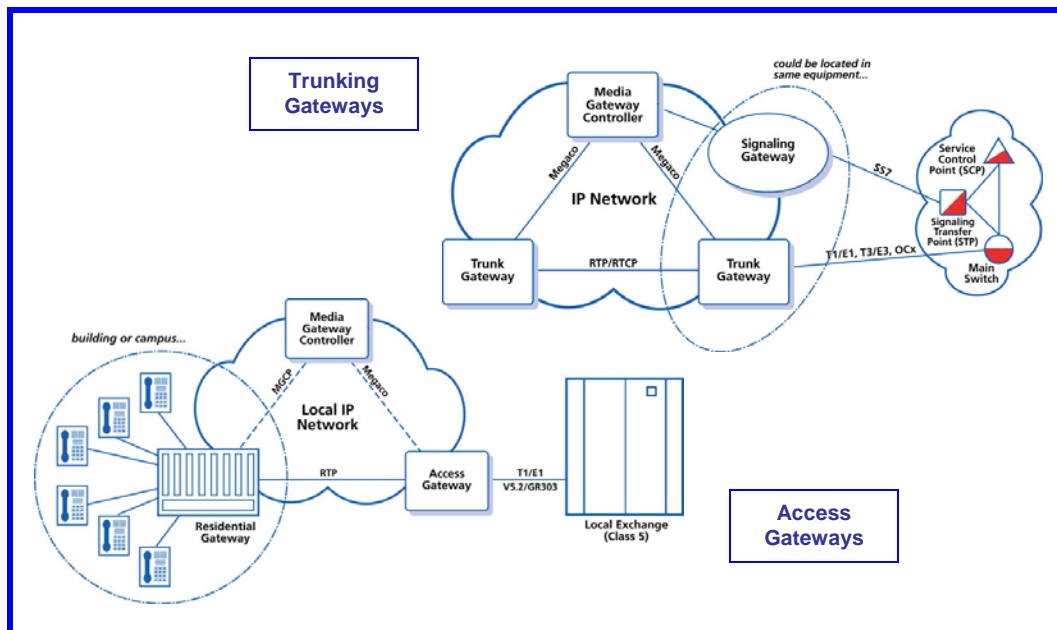 Trunking
Gateways
could be located in
same equipment...
Media
Gateway
Controller
Signaling
Gateway
Megaco
Megaco
SS7
Service
Control
Point (SCP)
IP Network
Signaling
Transfer
Point (STP)
Trunk
Gateway
RTP/RTCP
Trunk
Gateway
T1/E1, T3/E3, OCx
Main
Switch
building or campus...
Media
Gateway
Controller
MGCP
Megaco
Local IP
Network
RTP
Access
Gateway
T1/E1
V5.2/GR303
Residential
Gateway
Local Exchange
(Class 5)
Access
Gateways